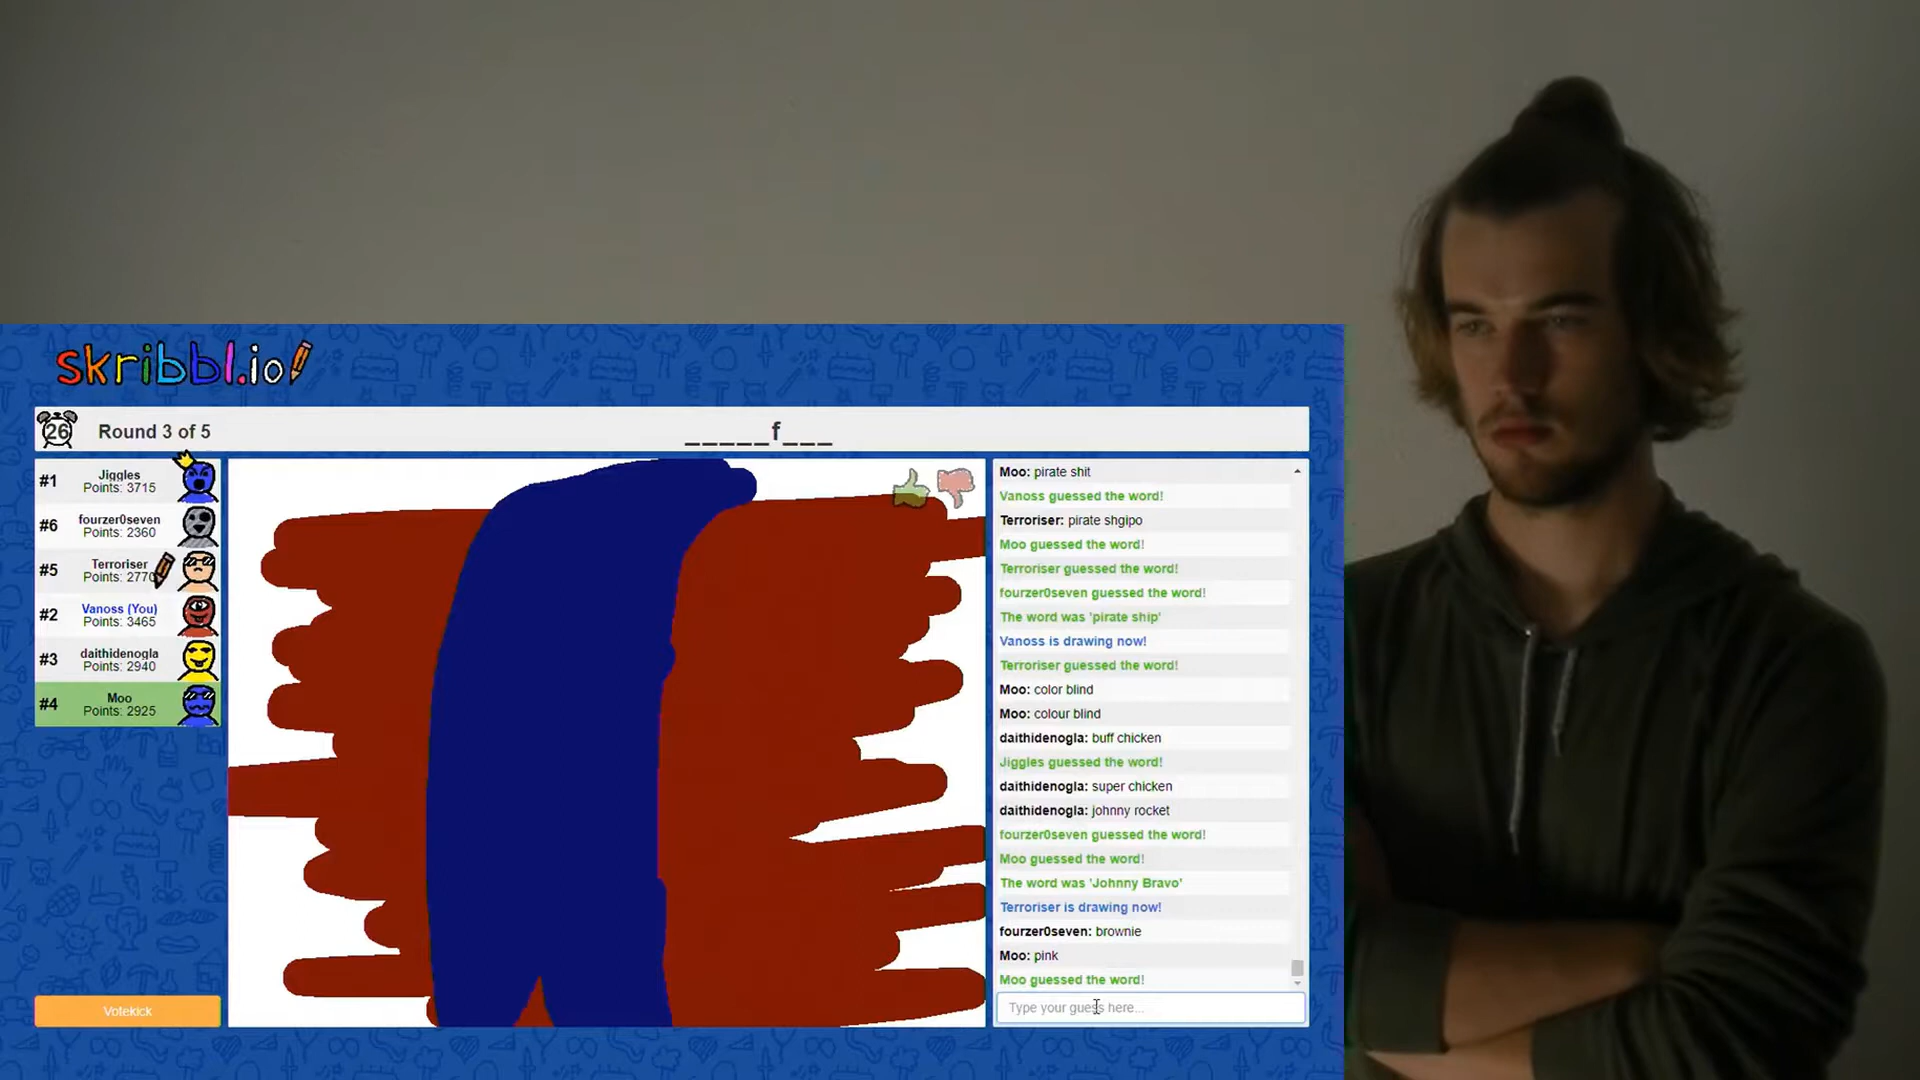 skribbl.io
26
Round 3 of 5
_____f___
#1
Jiggles
Points: 3715
#6
fourzer0seven
Points: 2360
#5
Terroriser
Points: 2770
#2
Vanoss (You)
Points: 3465
#3
daithidenogla
Points: 2940
#4
Moo
Points: 2925
Votekick
Moo: pirate shit
Vanoss guessed the word!
Terroriser: pirate shgipo
Moo guessed the word!
Terroriser guessed the word!
fourzer0seven guessed the word!
The word was 'pirate ship'
Vanoss is drawing now!
Terroriser guessed the word!
Moo: color blind
Moo: colour blind
daithidenogla: buff chicken
Jiggles guessed the word!
daithidenogla: super chicken
daithidenogla: johnny rocket
fourzer0seven guessed the word!
Moo guessed the word!
The word was 'Johnny Bravo'
Terroriser is drawing now!
fourzer0seven: brownie
Moo: pink
Moo guessed the word!
Type your guess here...